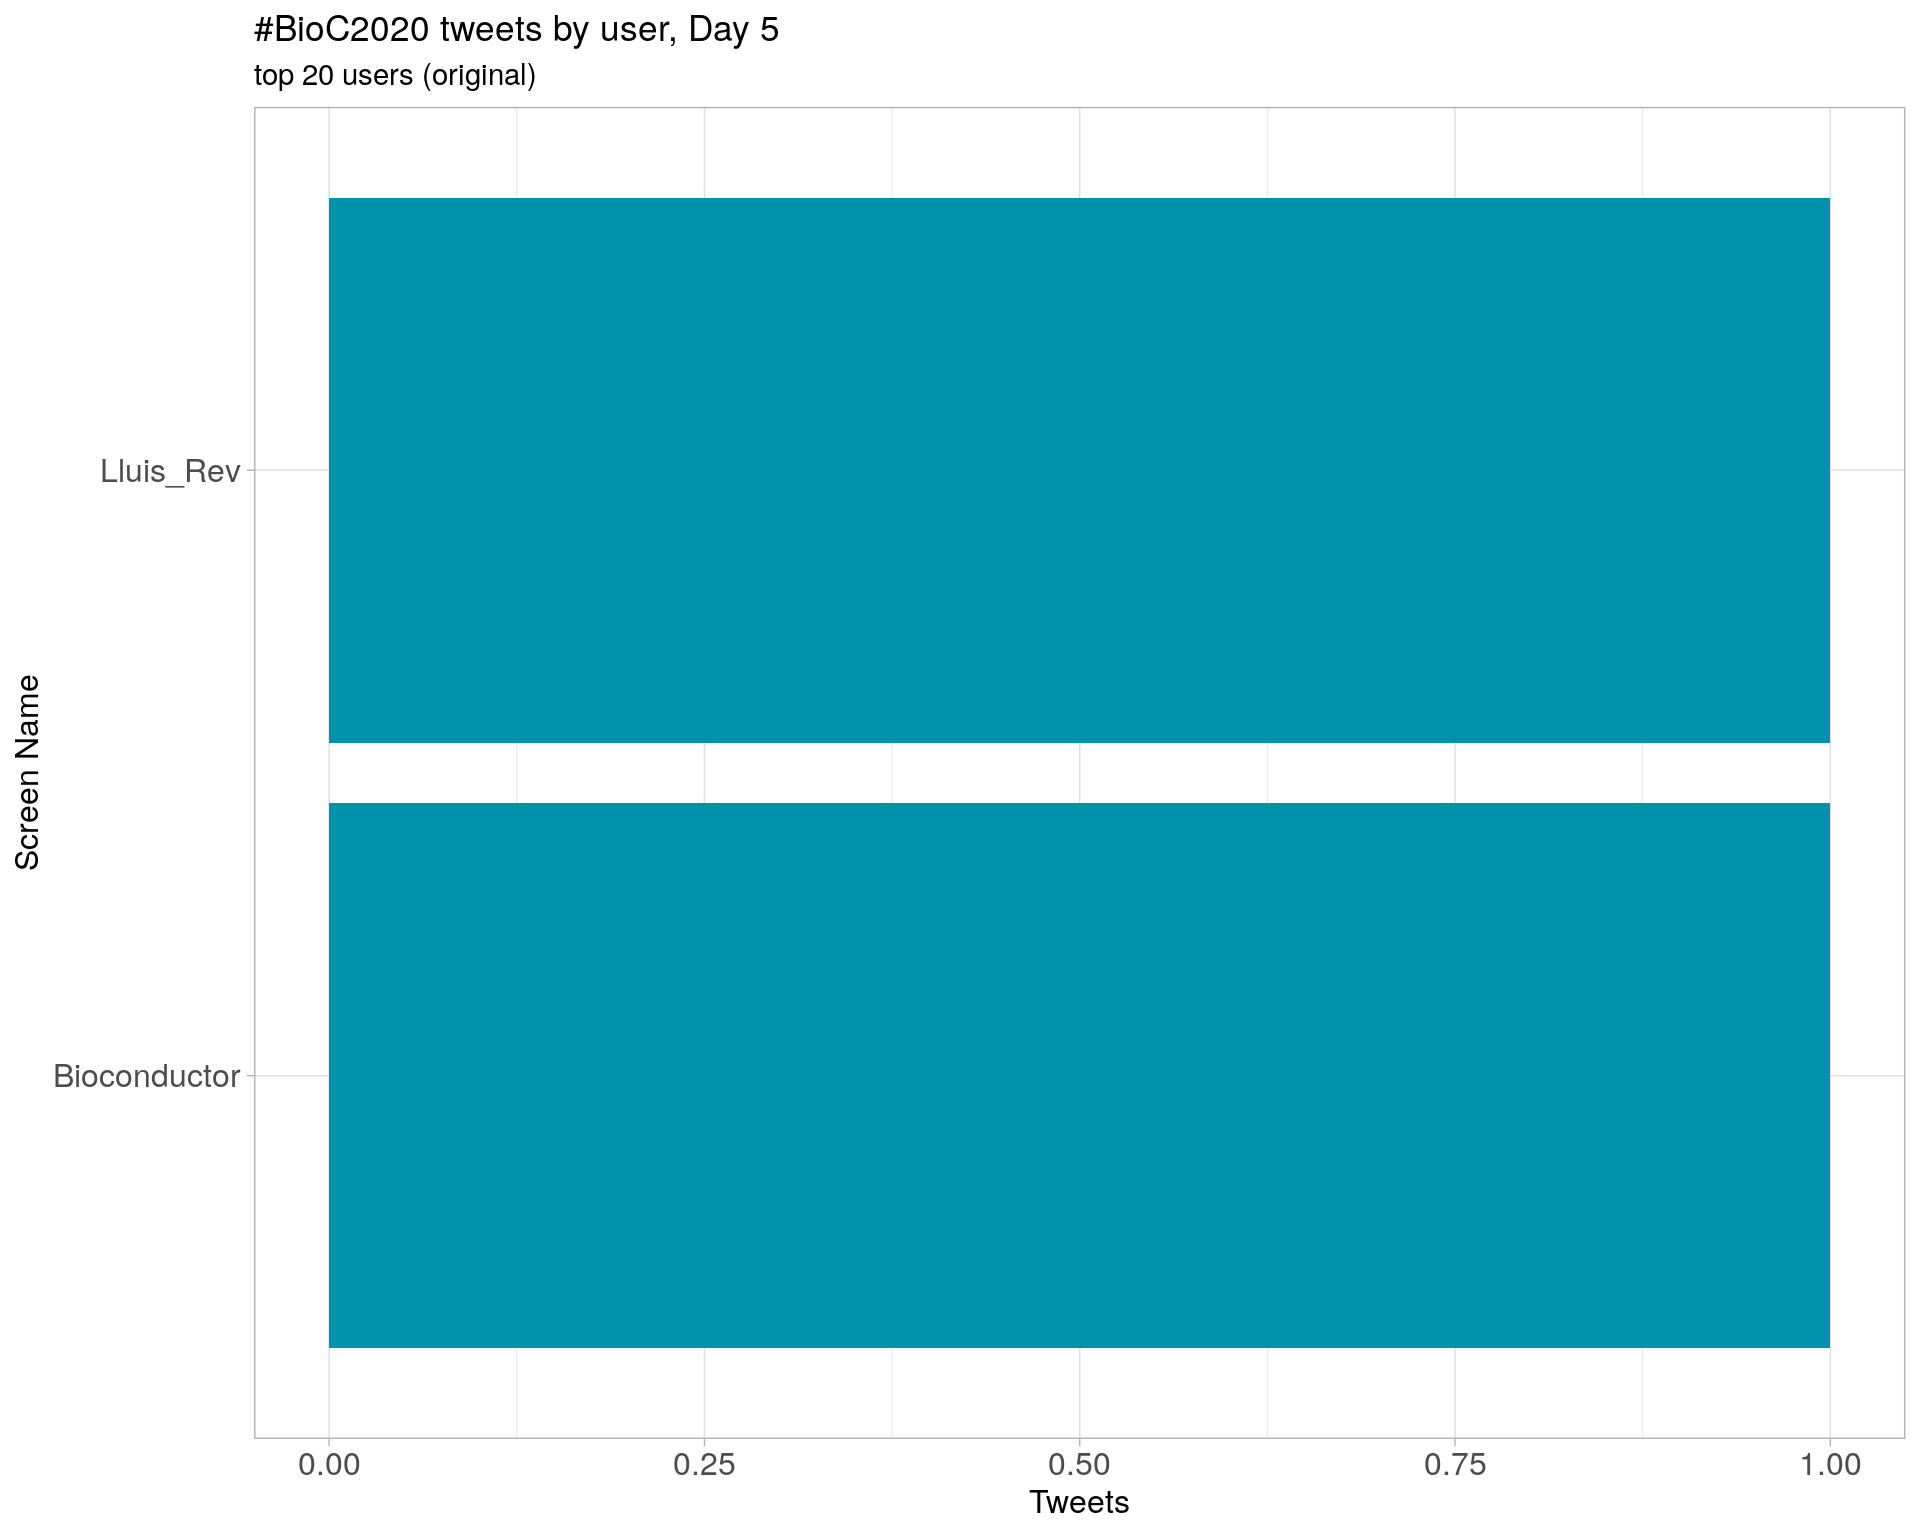 #BioC2020 tweets by user, Day 5
top 20 users (original)
Screen Name
Lluis_Rev
Bioconductor
0.00 0.25 0.50 0.75 1.00
Tweets